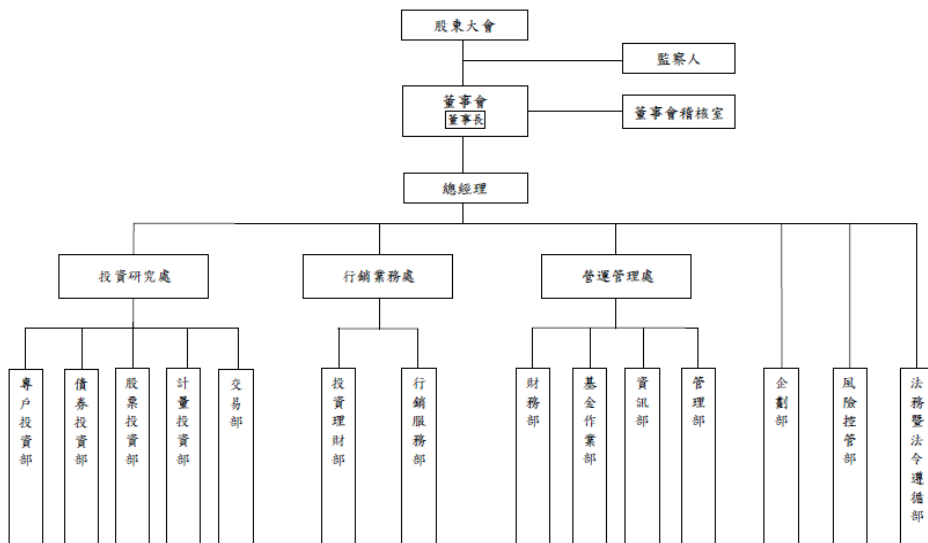 股東大會
監察人
董事會
董事長
董事會稽核室
總經理
投資研究處
行銷業務處
營運管理處
專戶投資部
債券投資部
股票投資部
計量投資部
交易部
投資理財部
行銷服務部
財務部
基金作業部
資訊部
管理部
企劃部
風險控管部
法務暨法令遵循部